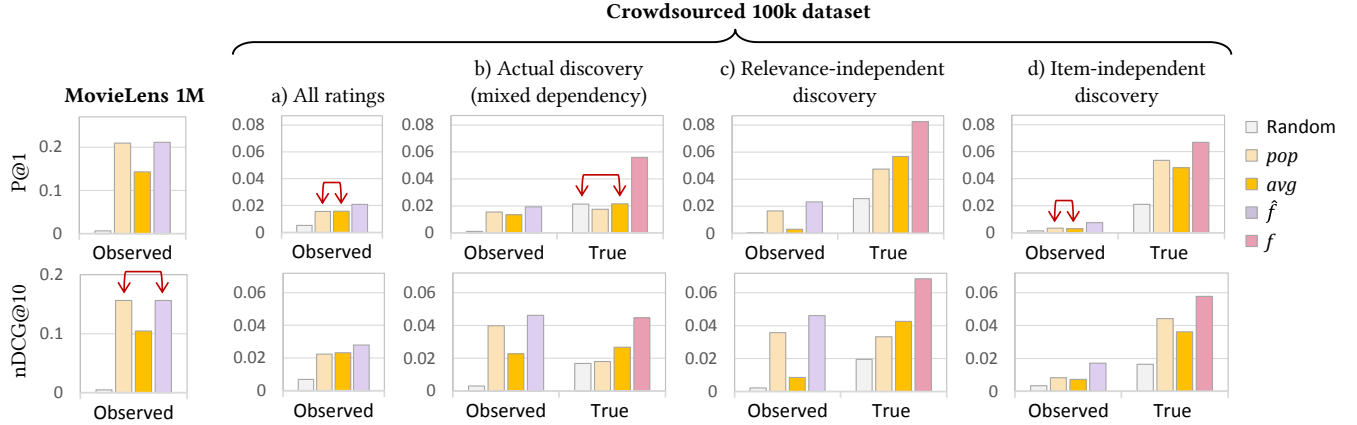 Crowdsourced 100k dataset
MovieLens 1M
a) All ratings
b) Actual discovery
(mixed dependency)
c) Relevance-independent
discovery
d) Item-independent
discovery
P@1
0.2
0.1
0
Observed
0.08
0.06
0.04
0.02
0
Observed
0.08
0.06
0.04
0.02
0
Observed True
0.08
0.06
0.04
0.02
0
Observed True
0.08
0.06
0.04
0.02
0
Observed True
Random
pop
avg
f̂
f
nDCG@10
0.2
0.1
0
Observed
0.06
0.04
0.02
0
Observed
0.06
0.04
0.02
0
Observed True
0.06
0.04
0.02
0
Observed True
0.06
0.04
0.02
0
Observed True